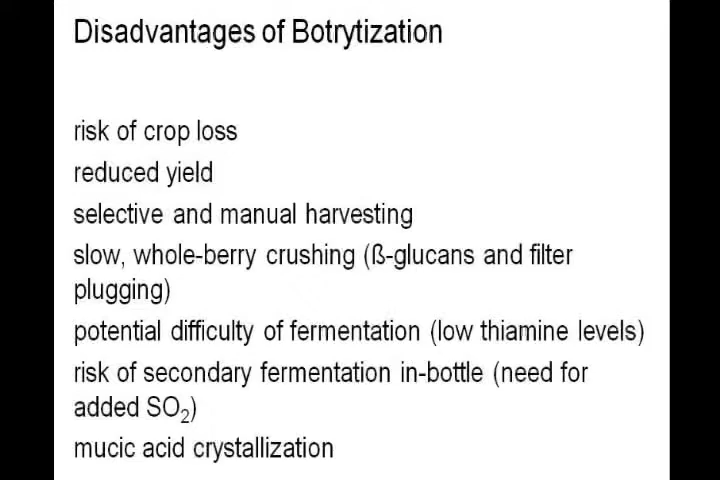 Disadvantages of Botrytization
risk of crop loss
reduced yield
selective and manual harvesting
slow, whole-berry crushing (ß-glucans and filter
plugging)
potential difficulty of fermentation (low thiamine levels)
risk of secondary fermentation in-bottle (need for
added SO₂)
mucic acid crystallization